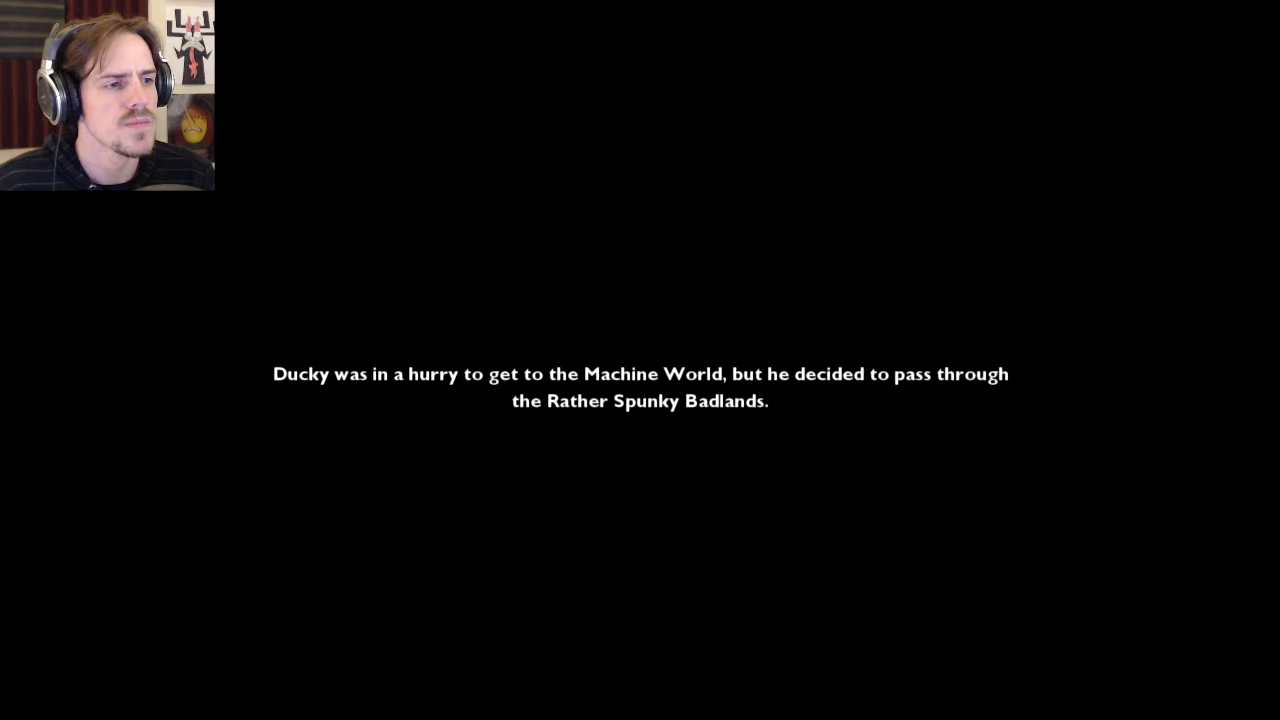 Ducky was in a hurry to get to the Machine World, but he decided to pass through
the Rather Spunky Badlands.